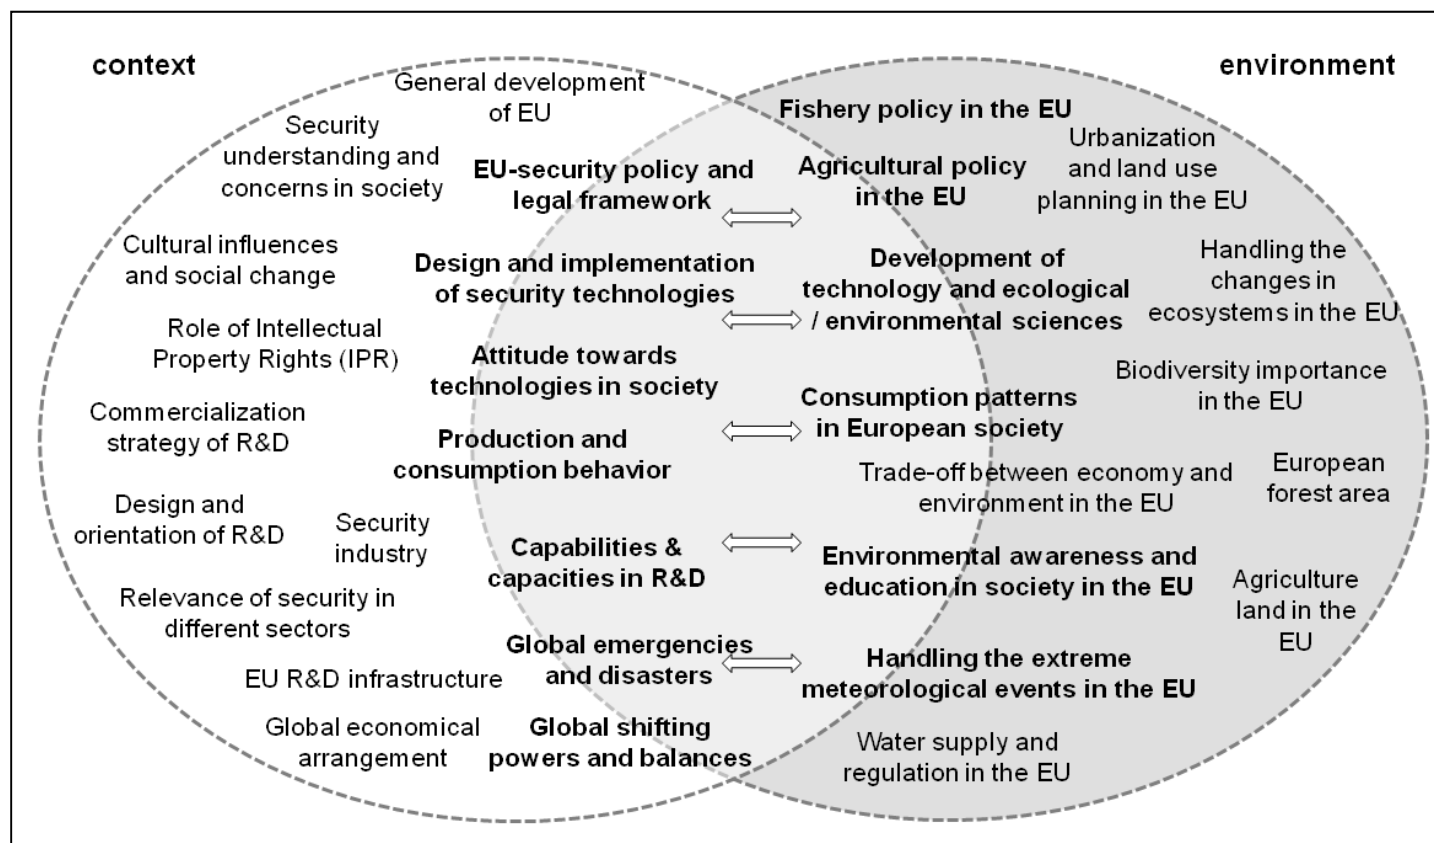 context
environment
General development
of EU
Security
understanding and
concerns in society
EU-security policy and
legal framework
Cultural influences
and social change
Design and implementation
of security technologies
Role of Intellectual
Property Rights (IPR)
Attitude towards
technologies in society
Commercialization
strategy of R&D
Production and
consumption behavior
Design and
orientation of R&D
Security
industry
Capabilities &
capacities in R&D
Relevance of security in
different sectors
Global emergencies
and disasters
EU R&D infrastructure
Global economical
arrangement
Global shifting
powers and balances
Fishery policy in the EU
Urbanization
and land use
planning in the EU
Agricultural policy
in the EU
Development of
technology and ecological
/ environmental sciences
Handling the
changes in
ecosystems in the EU
Biodiversity importance
in the EU
Consumption patterns
in European society
Trade-off between economy and
environment in the EU
European
forest area
Environmental awareness and
education in society in the EU
Agriculture
land in the
EU
Handling the extreme
meteorological events in the EU
Water supply and
regulation in the EU